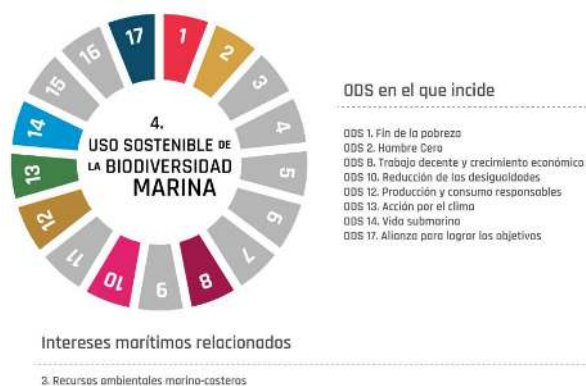 17
1
2
3
4
5
6
7
8
9
10
11
12
13
14
15
16
4.
USO SOSTENIBLE DE
LA BIODIVERSIDAD
MARINA
ODS en el que incide
ODS 1. Fin de la pobreza
ODS 2. Hambre Cero
ODS 8. Trabajo decente y crecimiento económico
ODS 10. Reducción de las desigualdades
ODS 12. Producción y consumo responsables
ODS 13. Acción por el clima
ODS 14. Vida submarina
ODS 17. Alianza para lograr los objetivos
Intereses marítimos relacionados
3. Recursos ambientales marino-costeros